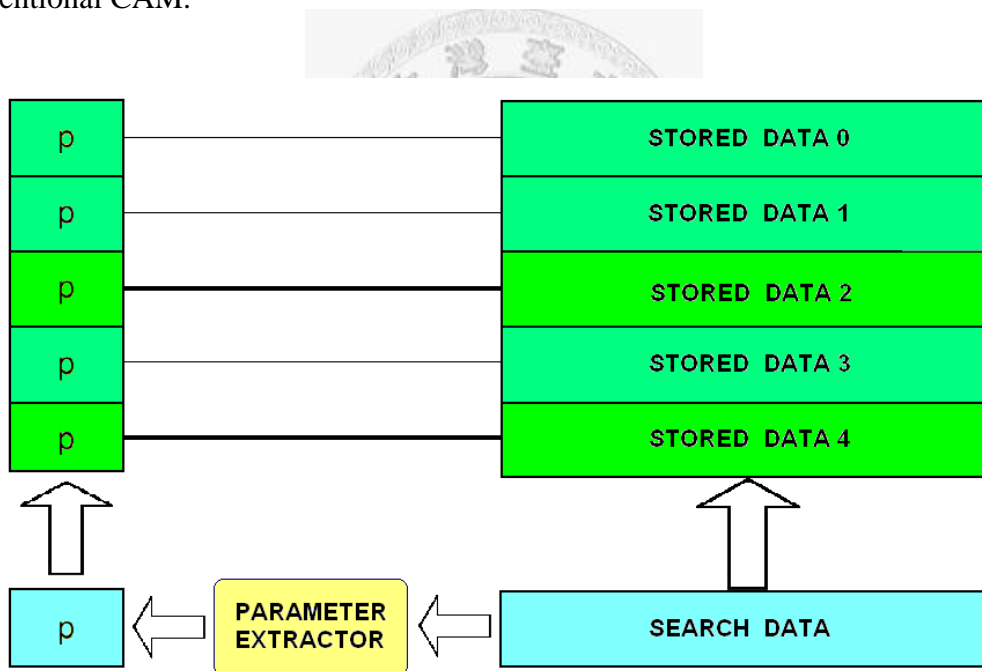 entional CAM.
p STORED DATA 0
p STORED DATA 1
p STORED DATA 2
p STORED DATA 3
p STORED DATA 4
p PARAMETER EXTRACTOR SEARCH DATA